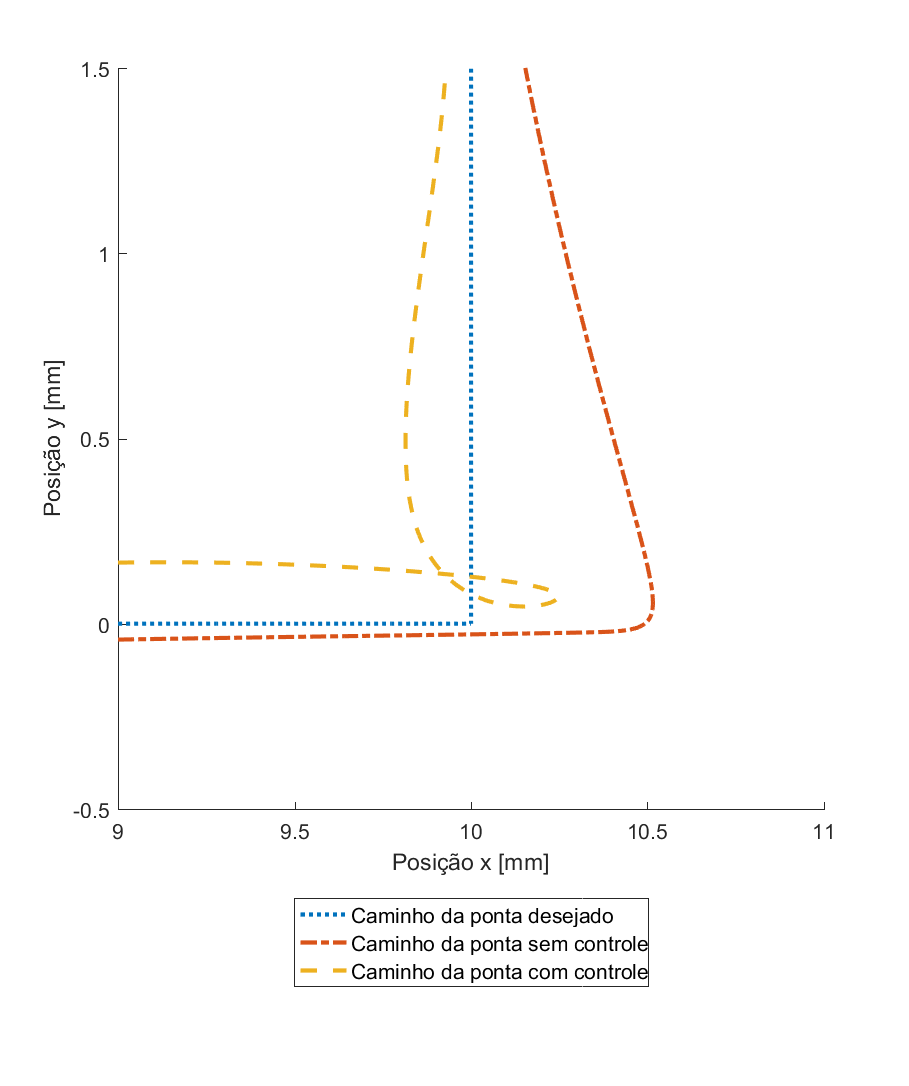 1.5
1
0.5
0
-0.5
Posição y [mm]
9
9.5
10
10.5
11
Posição x [mm]
Caminho da ponta desejado
Caminho da ponta sem controle
Caminho da ponta com controle